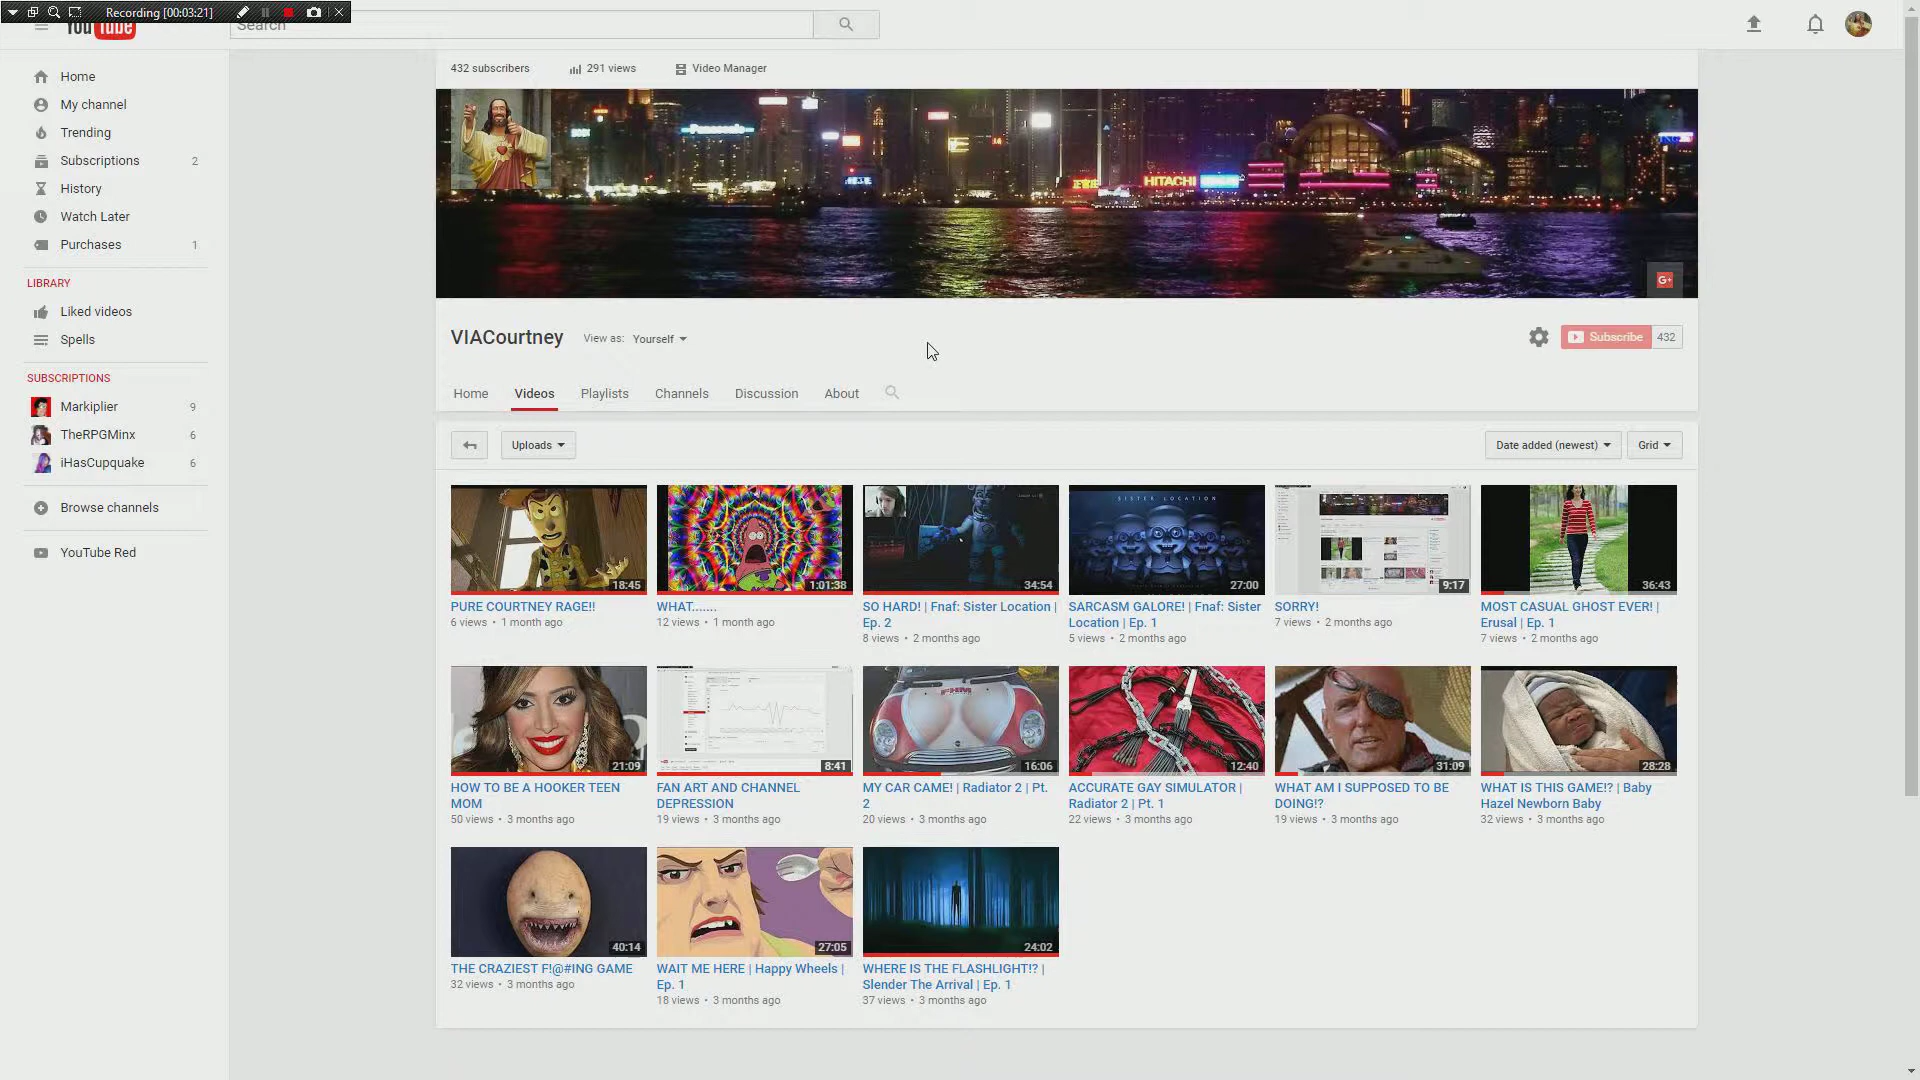 Recording [00:03:21]
YouTube
Search
Home
My channel
Trending
Subscriptions 2
History
Watch Later
Purchases 1
LIBRARY
Liked videos
Spells
SUBSCRIPTIONS
Markiplier 9
TheRPGMinx 6
iHasCupquake 6
Browse channels
YouTube Red
432 subscribers 291 views Video Manager
Panasonic
HITACHI
G+
VIACourtney View as: Yourself
Subscribe 432
Home Videos Playlists Channels Discussion About
Uploads Date added (newest) Grid
SISTER LOCATION
18:45 1:01:38 34:54 27:00 9:17 36:43
PURE COURTNEY RAGE!!
6 views • 1 month ago
WHAT.......
12 views • 1 month ago
SO HARD! | Fnaf: Sister Location |
Ep. 2
8 views • 2 months ago
SARCASM GALORE! | Fnaf: Sister
Location | Ep. 1
5 views • 2 months ago
SORRY!
7 views • 2 months ago
MOST CASUAL GHOST EVER! |
Erusal | Ep. 1
7 views • 2 months ago
21:09 8:41 16:06 12:40 31:09 28:28
HOW TO BE A HOOKER TEEN
MOM
50 views • 3 months ago
FAN ART AND CHANNEL
DEPRESSION
19 views • 3 months ago
MY CAR CAME! | Radiator 2 | Pt.
2
20 views • 3 months ago
ACCURATE GAY SIMULATOR |
Radiator 2 | Pt. 1
22 views • 3 months ago
WHAT AM I SUPPOSED TO BE
DOING!?
19 views • 3 months ago
WHAT IS THIS GAME!? | Baby
Hazel Newborn Baby
32 views • 3 months ago
40:14 27:05 24:02
THE CRAZIEST F!@#ING GAME
32 views • 3 months ago
WAIT ME HERE | Happy Wheels |
Ep. 1
18 views • 3 months ago
WHERE IS THE FLASHLIGHT!? |
Slender The Arrival | Ep. 1
37 views • 3 months ago